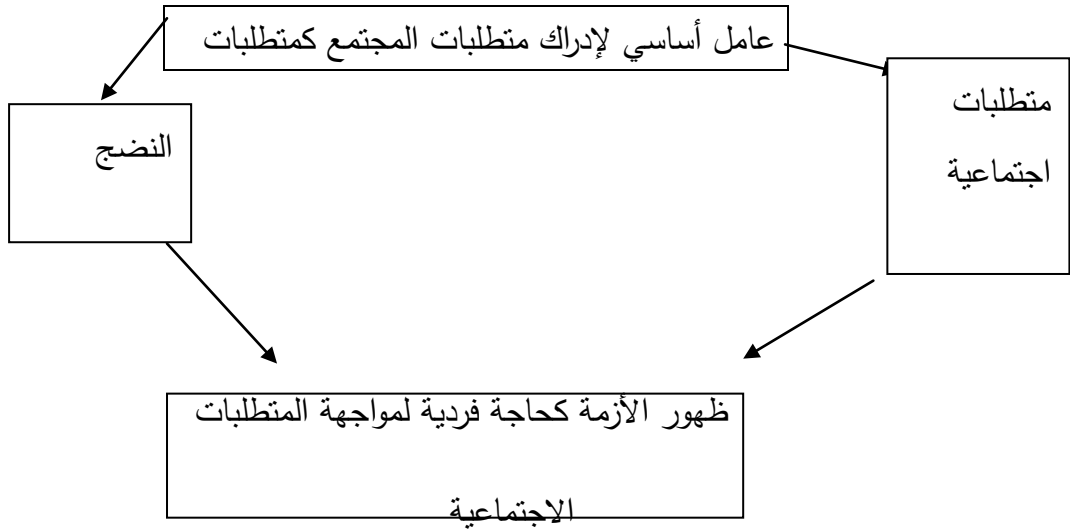 عامل أساسي لإدراك متطلبات المجتمع كمتطلبات
متطلبات
اجتماعية
النضج
ظهور الأزمة كحاجة فردية لمواجهة المتطلبات
الاجتماعية